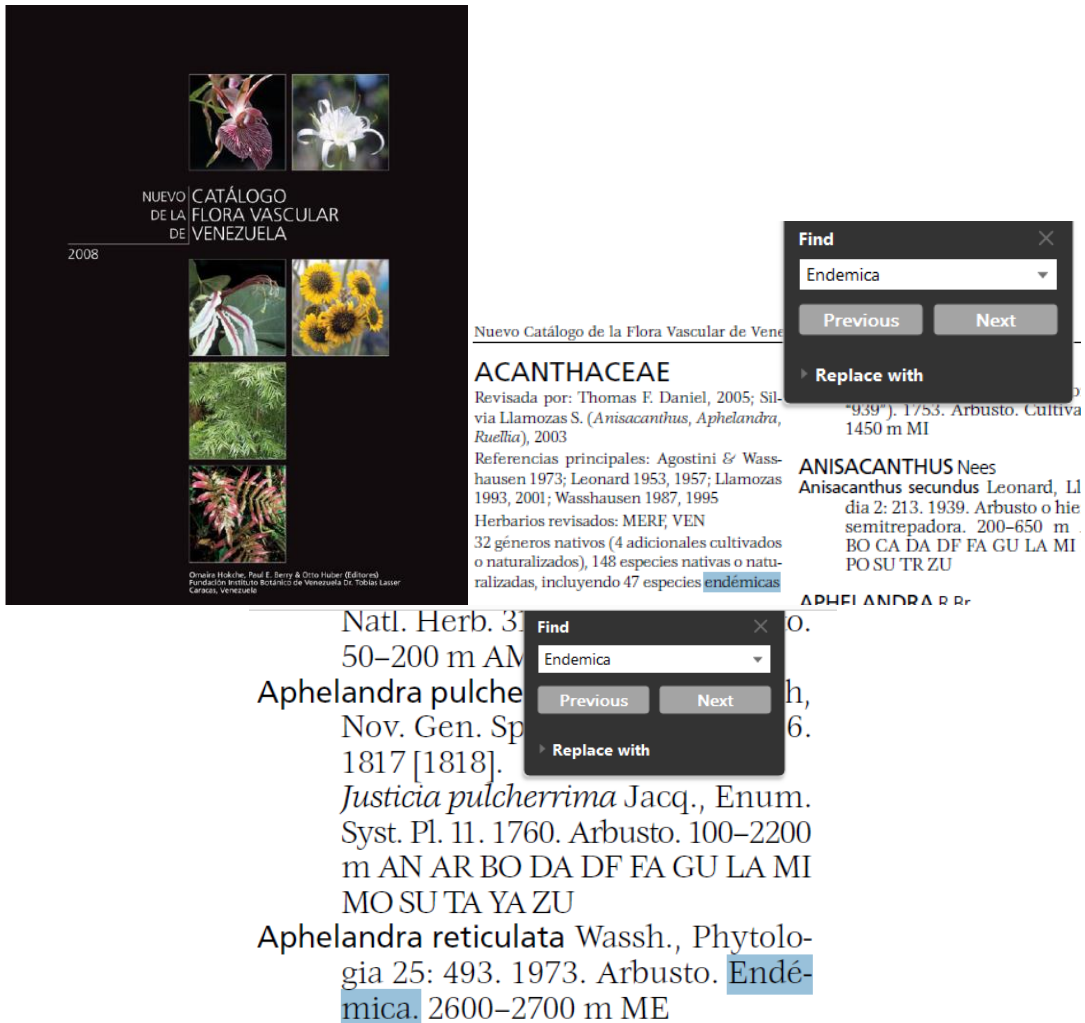 NUEVO CATÁLOGO
DE LA FLORA VASCULAR
DE VENEZUELA
2008
Omaira Hokche, Paul E. Berry & Otto Huber (Editores)
Fundación Instituto Botánico de Venezuela Dr. Tobías Lasser
Caracas, Venezuela
Nuevo Catálogo de la Flora Vascular de Vene
ACANTHACEAE
Revisada por: Thomas F. Daniel, 2005; Sil-
via Llamozas S. (Anisacanthus, Aphelandra,
Ruellia), 2003
Referencias principales: Agostini & Wass-
hausen 1973; Leonard 1953, 1957; Llamozas
1993, 2001; Wasshausen 1987, 1995
Herbarios revisados: MERF, VEN
32 géneros nativos (4 adicionales cultivados
o naturalizados), 148 especies nativas o natu-
ralizadas, incluyendo 47 especies endémicas
Find
Endemica
Previous Next
Replace with
"939"). 1753. Arbusto. Cultiva
1450 m MI
ANISACANTHUS Nees
Anisacanthus secundus Leonard, Ll
dia 2: 213. 1939. Arbusto o hie
semitrepadora. 200–650 m
BO CA DA DF FA GU LA MI
PO SU TR ZU
APHELANDRA R.Br
Natl. Herb. 31 o.
50–200 m AM
Aphelandra pulche h,
Nov. Gen. Sp 6.
1817 [1818].
Justicia pulcherrima Jacq., Enum.
Syst. Pl. 11. 1760. Arbusto. 100–2200
m AN AR BO DA DF FA GU LA MI
MO SU TA YA ZU
Aphelandra reticulata Wassh., Phytolo-
gia 25: 493. 1973. Arbusto. Endé-
mica. 2600–2700 m ME
Find
Endemica
Previous Next
Replace with